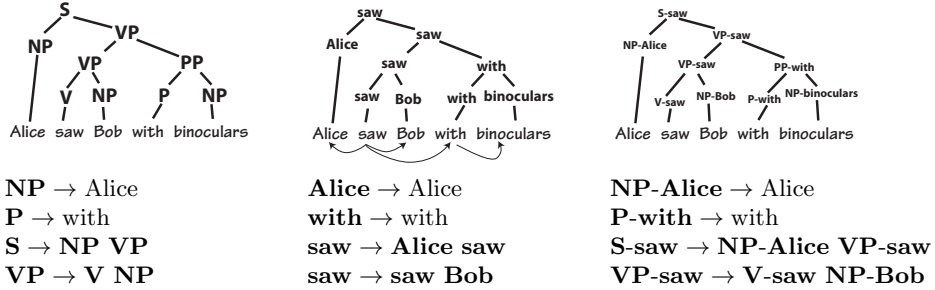 S
NP VP
VP PP
V NP P NP
Alice saw Bob with binoculars
NP → Alice
P → with
S → NP VP
VP → V NP
saw
Alice saw
saw with
saw Bob with binoculars
Alice saw Bob with binoculars
Alice → Alice
with → with
saw → Alice saw
saw → saw Bob
S-saw
NP-Alice VP-saw
VP-saw PP-with
V-saw NP-Bob P-with NP-binoculars
Alice saw Bob with binoculars
NP-Alice → Alice
P-with → with
S-saw → NP-Alice VP-saw
VP-saw → V-saw NP-Bob